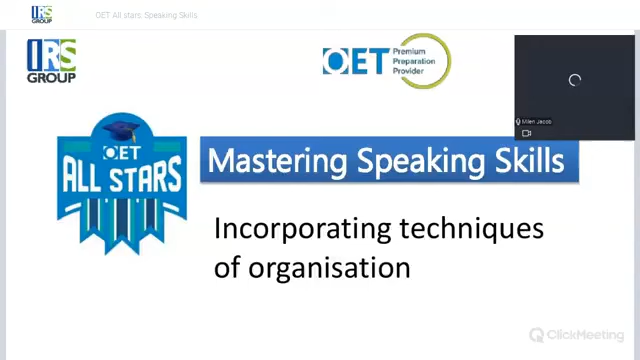 IRS
GROUP
OET All stars: Speaking Skills
IRS
GROUP
OET
Premium
Preparation
Provider
Milen Jacob
OET
ALL STARS
Mastering Speaking Skills
Incorporating techniques
of organisation
ClickMeeting